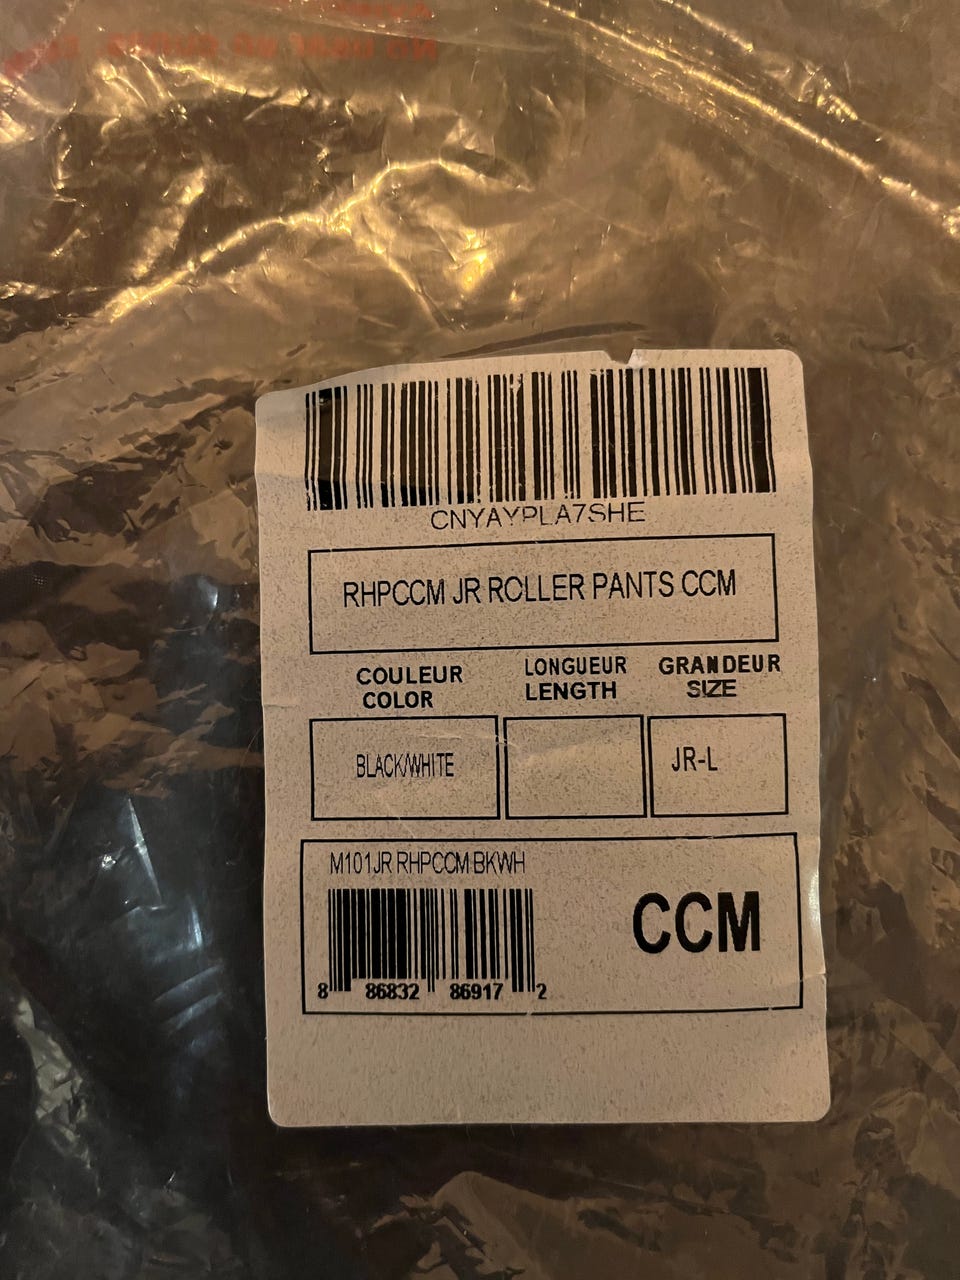 CNYAYPLA7SHE
RHPCCM JR ROLLER PANTS CCM
COULEUR LONGUEUR GRANDEUR
COLOR LENGTH SIZE
BLACK/WHITE JR-L
M101JR RHPCCM BKWH
CCM
8 86832 86917 2